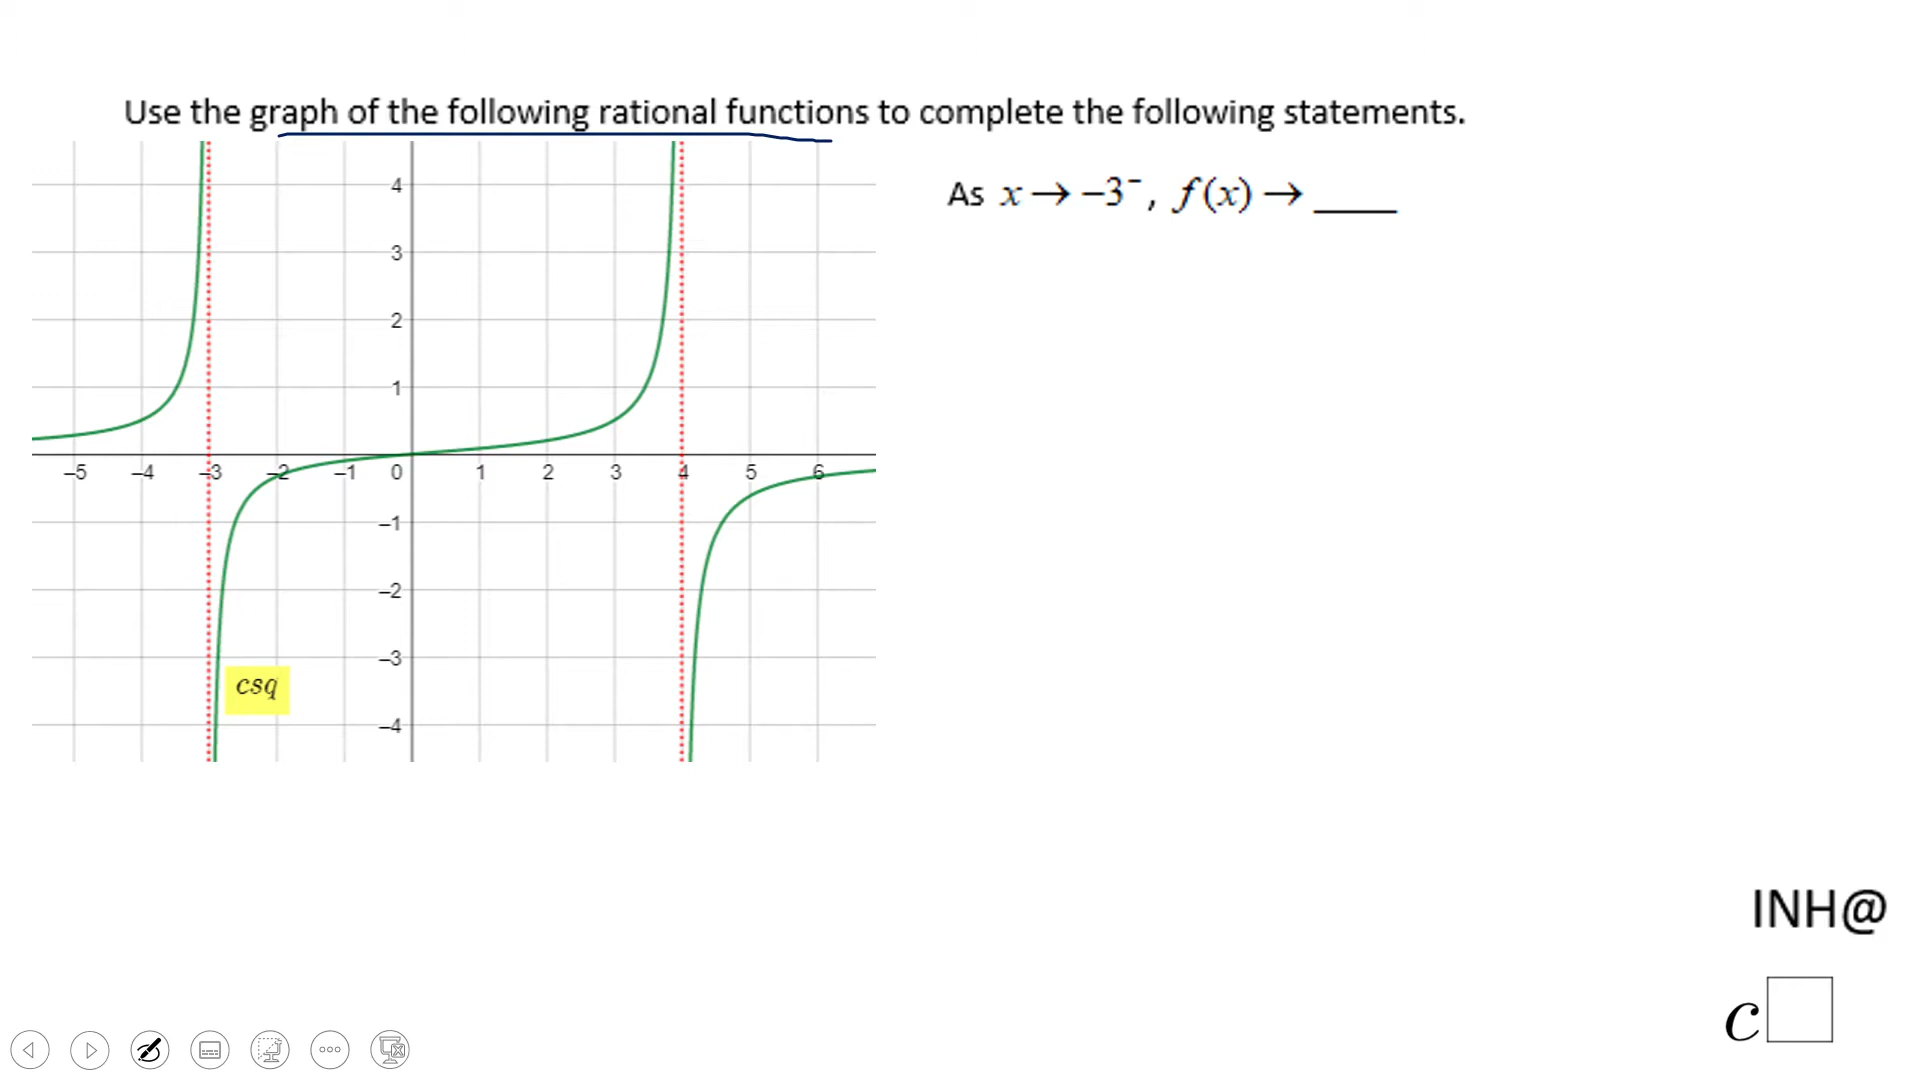 Use the graph of the following rational functions to complete the following statements.
As x → −3⁻, f(x) → ____
4
3
2
1
−5 −4 −3 −2 −1 0 1 2 3 4 5 6
−1
−2
−3
csq
−4
INH@
c